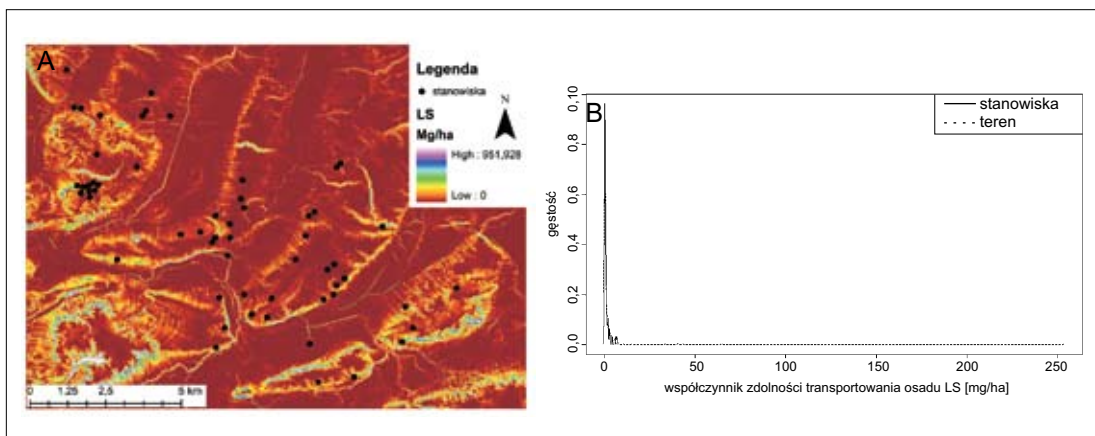 A
Legenda
stanowiska
LS
Mg/ha
N
High : 951,928
Low : 0
0 1.25 2,5 5 km
B
stanowiska
teren
gęstość
0,10
0,8
0,6
0,4
0,2
0,
0 50 100 150 200 250
współczynnik zdolności transportowania osadu LS [mg/ha]